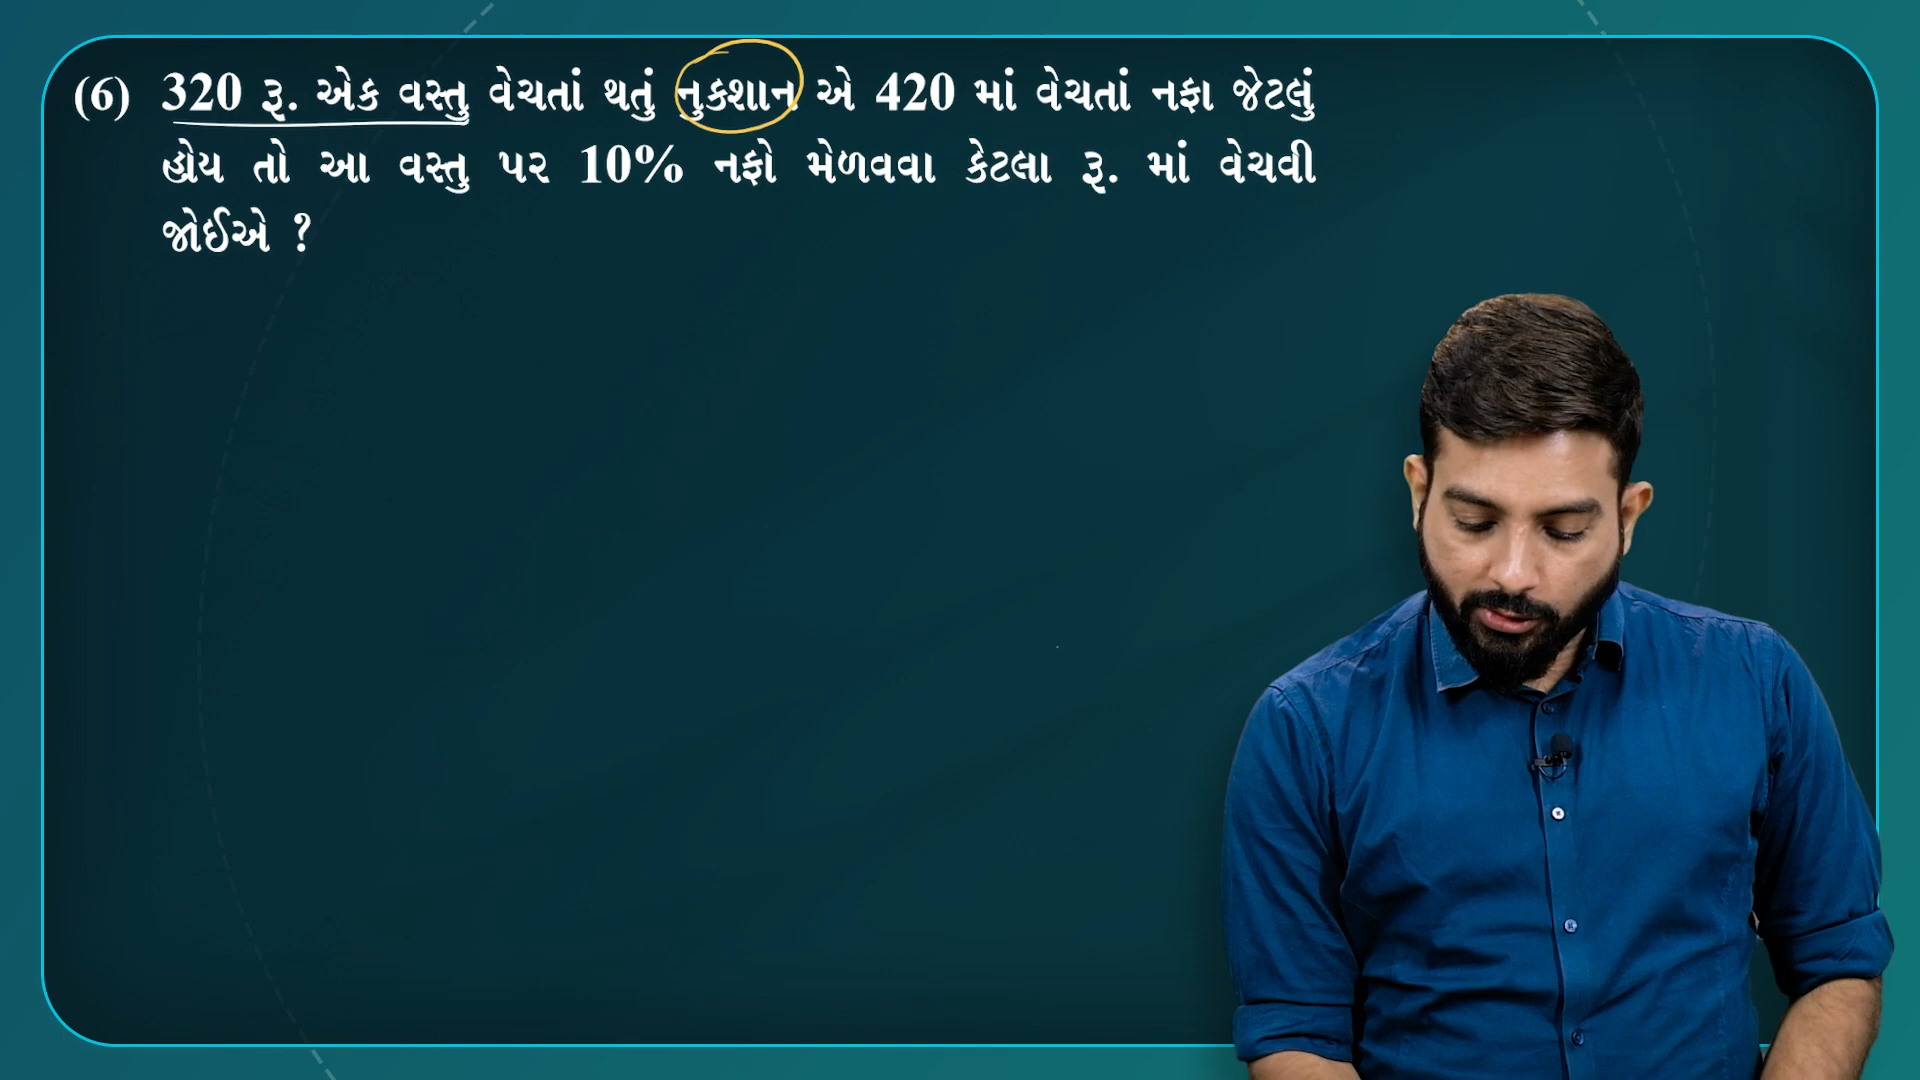 (6) 320 રૂ. એક વસ્તુ વેચતાં થતું નુકશાન એ 420 માં વેચતાં નફા જેટલું
હોય તો આ વસ્તુ પર 10% નફો મેળવવા કેટલા રૂ. માં વેચવી
જોઈએ ?